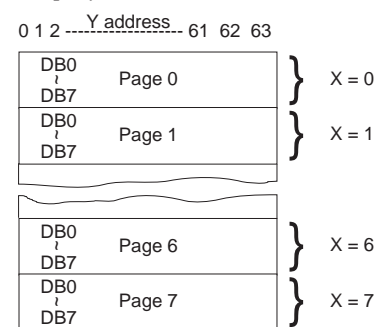 Y address
0 1 2 ------------------ 61 62 63
DB0
≀
DB7
Page 0
X = 0
DB0
≀
DB7
Page 1
X = 1
DB0
≀
DB7
Page 6
X = 6
DB0
≀
DB7
Page 7
X = 7